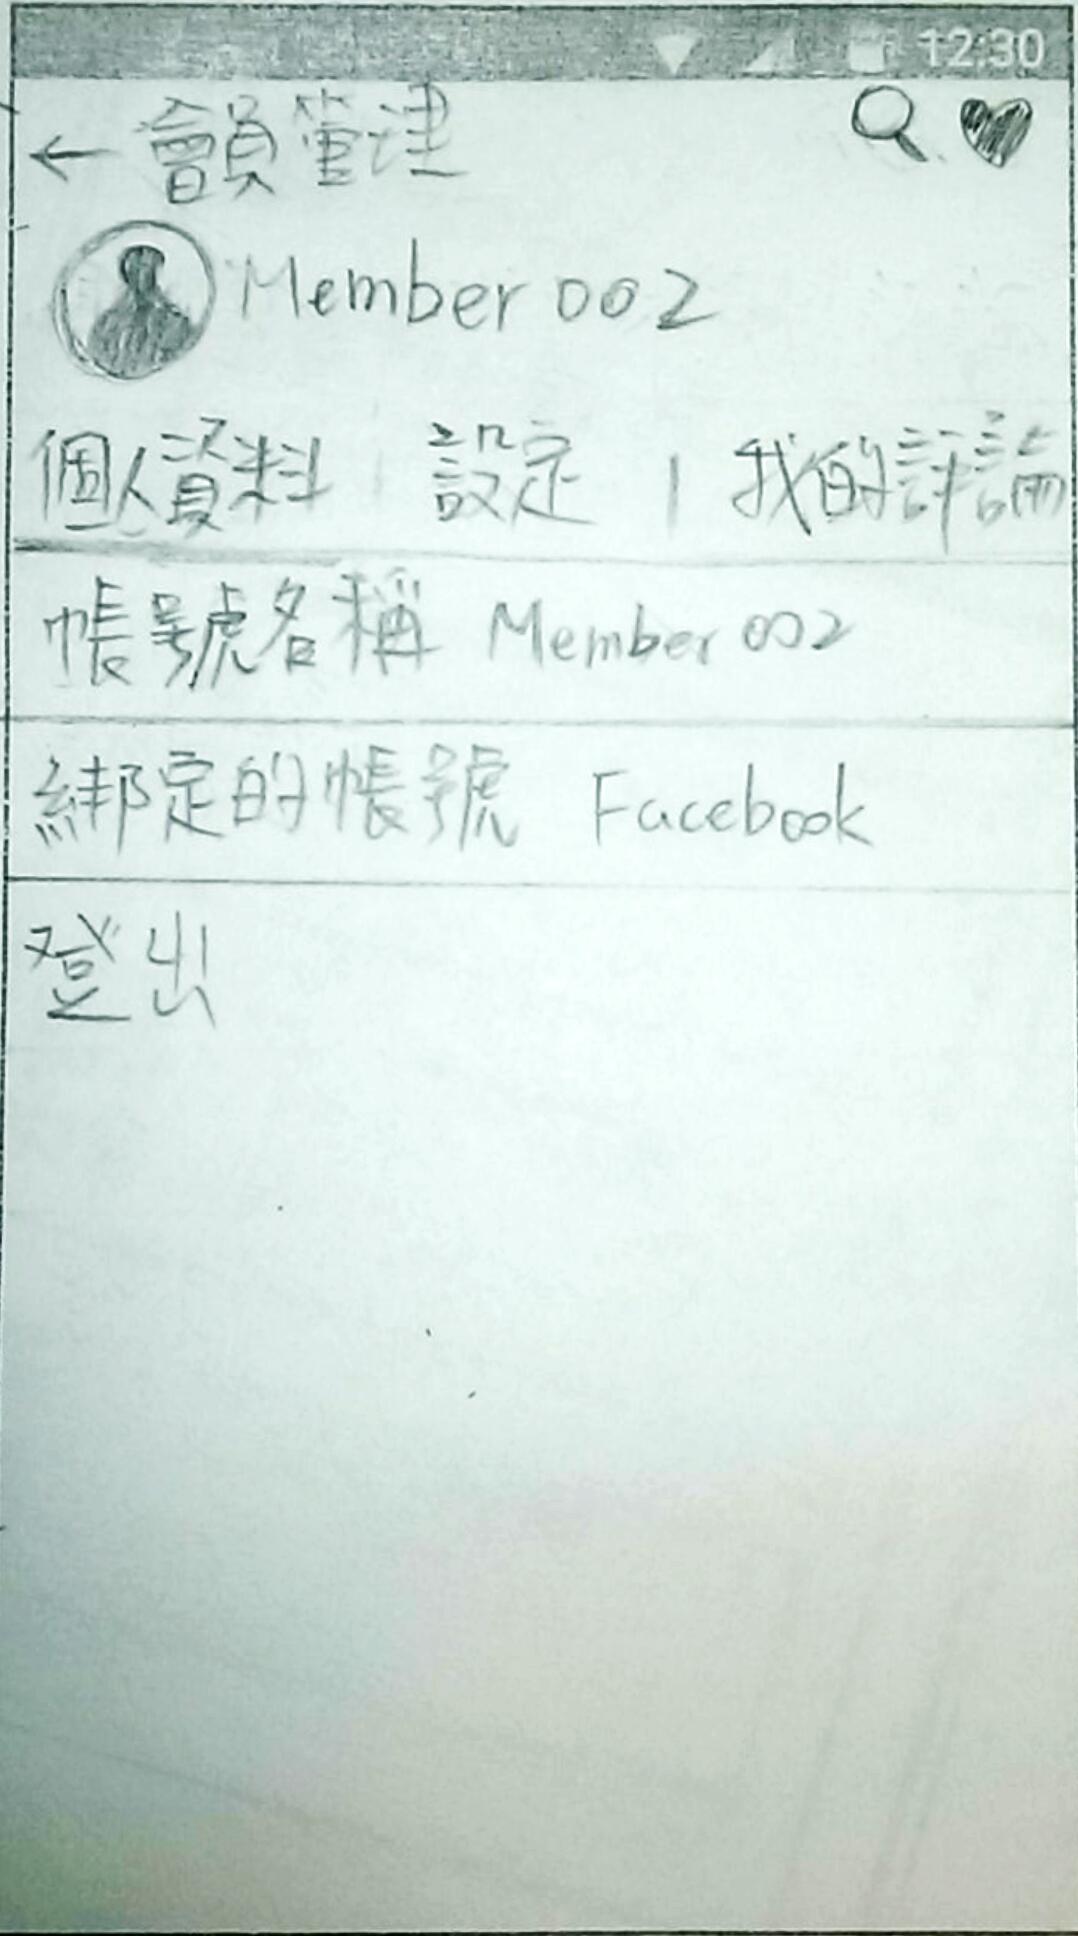 12:30
← 會員管理
Member 002
個人資料 | 設定 | 我的評論
帳號名稱 Member 002
綁定的帳號 Facebook
登出